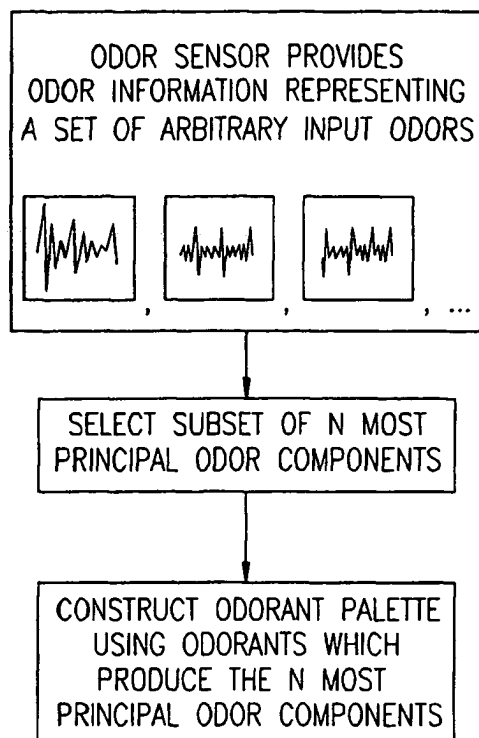 ODOR SENSOR PROVIDES
ODOR INFORMATION REPRESENTING
A SET OF ARBITRARY INPUT ODORS
, , , ...
SELECT SUBSET OF N MOST
PRINCIPAL ODOR COMPONENTS
CONSTRUCT ODORANT PALETTE
USING ODORANTS WHICH
PRODUCE THE N MOST
PRINCIPAL ODOR COMPONENTS